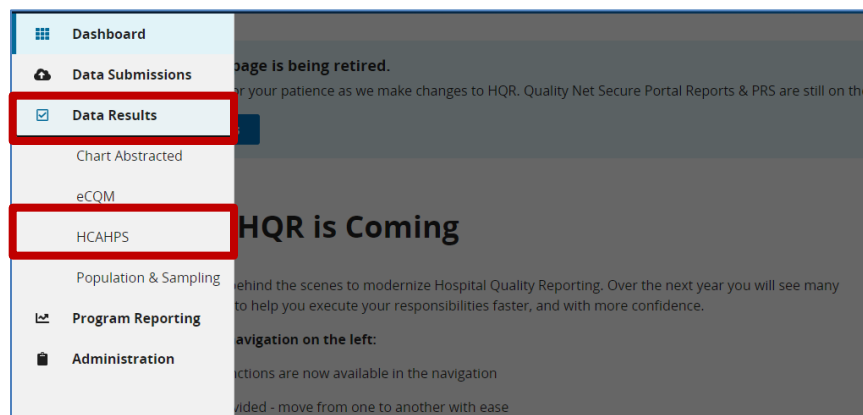 Dashboard
Data Submissions
Data Results
Chart Abstracted
eCQM
HCAHPS
Population & Sampling
Program Reporting
Administration
page is being retired.
or your patience as we make changes to HQR. Quality Net Secure Portal Reports & PRS are still on the
HQR is Coming
behind the scenes to modernize Hospital Quality Reporting. Over the next year you will see many
to help you execute your responsibilities faster, and with more confidence.
avigation on the left:
nctions are now available in the navigation
vided - move from one to another with ease